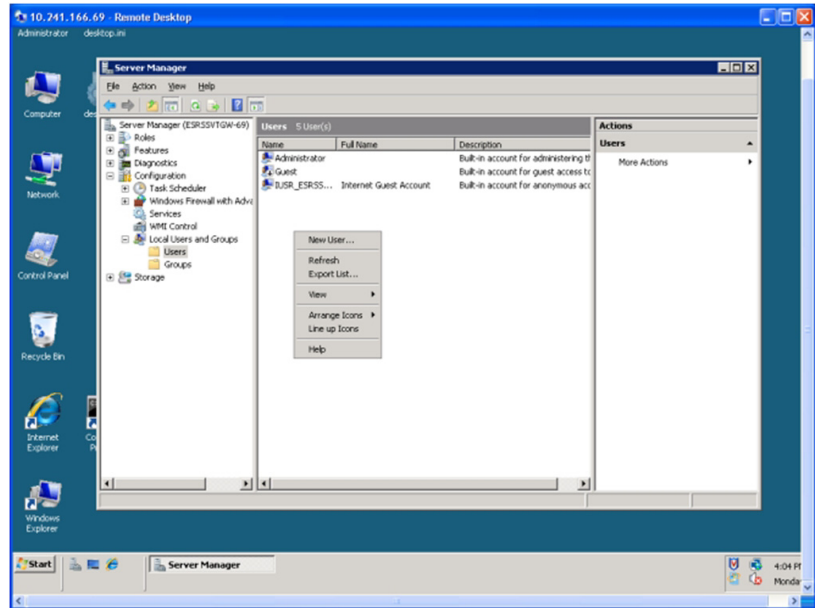 10.241.166.69 - Remote Desktop
Administrator desktop.ini
Computer
Network
Control Panel
Recycle Bin
Internet Explorer
Windows Explorer
Server Manager
File Action View Help
Server Manager (ESRSSVTGW-69)
Roles
Features
Diagnostics
Configuration
Task Scheduler
Windows Firewall with Adva
Services
WMI Control
Local Users and Groups
Users
Groups
Storage
Users 5 User(s)
Name Full Name Description
Administrator Built-in account for administering th
Guest Built-in account for guest access to
IUSR_ESRSS... Internet Guest Account Built-in account for anonymous acc
New User...
Refresh
Export List...
View
Arrange Icons
Line up Icons
Help
Actions
Users
More Actions
Start
Server Manager
4:04 PM
Monday